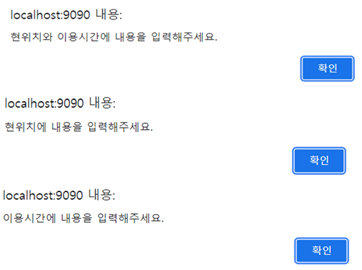 localhost:9090 내용:
현위치와 이용시간에 내용을 입력해주세요.
확인
localhost:9090 내용:
현위치에 내용을 입력해주세요.
확인
localhost:9090 내용:
이용시간에 내용을 입력해주세요.
확인